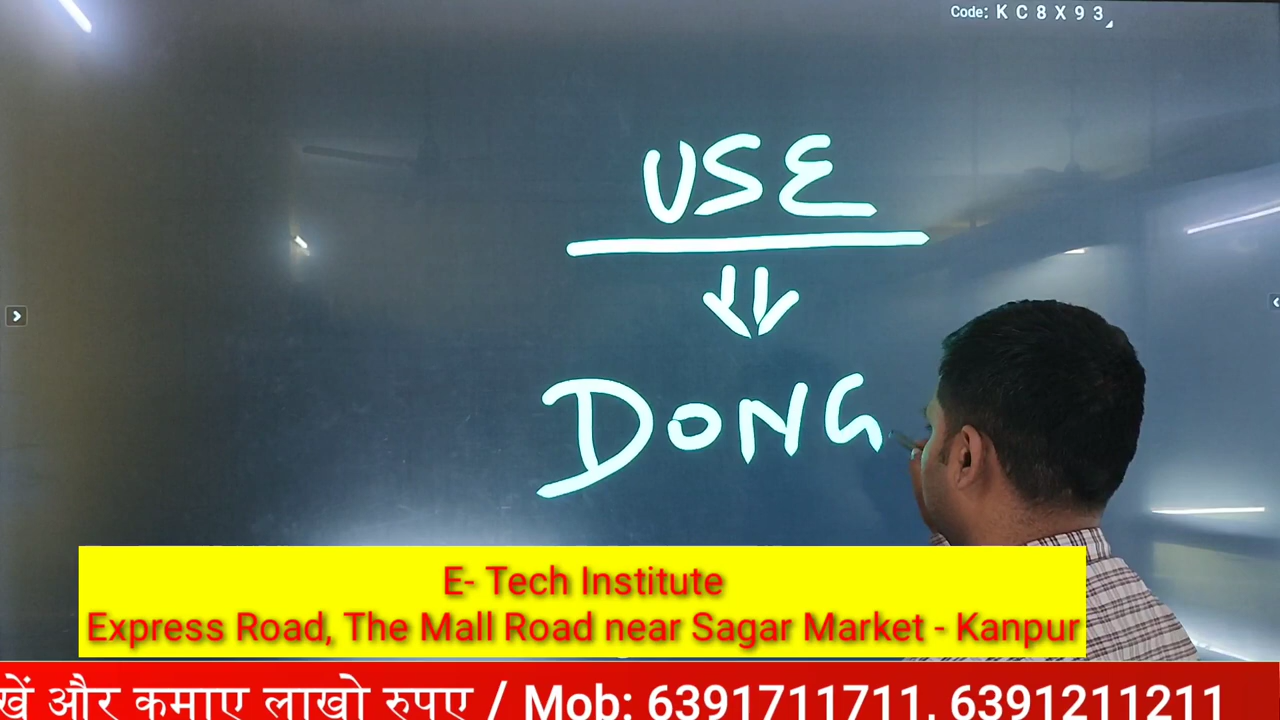 Code: K C 8 X 9 3
USE
DONG
E- Tech Institute
Express Road, The Mall Road near Sagar Market - Kanpur
खें और कमाए लाखो रुपए / Mob: 6391711711, 6391211211